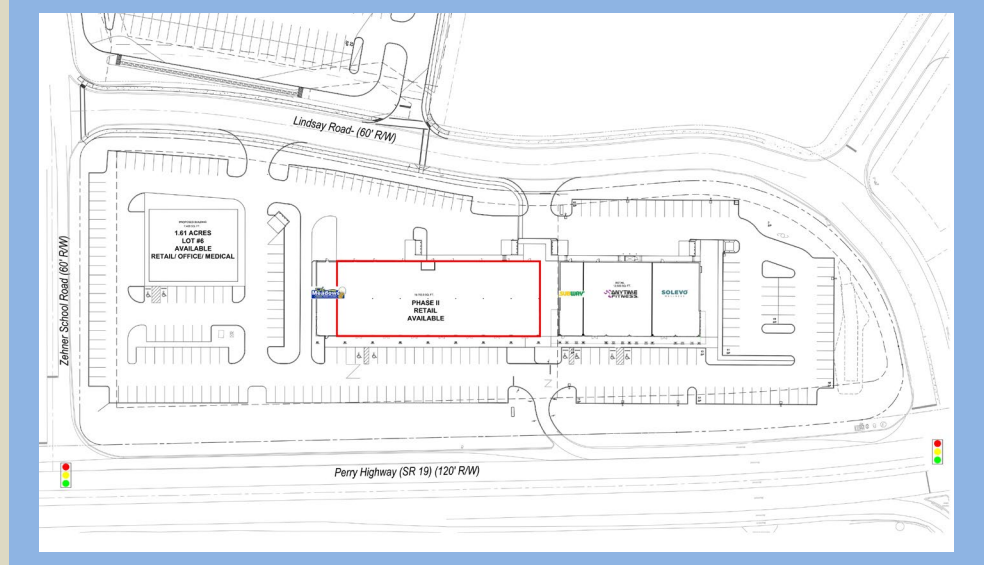 Lindsay Road- (60' R/W)
Zehner School Road (60' R/W)
1.61 ACRES
LOT #6
AVAILABLE
RETAIL/ OFFICE/ MEDICAL
PHASE II
RETAIL
AVAILABLE
SUBWAY
ANYTIME
FITNESS
SOLEVO
WELLNESS
Perry Highway (SR 19) (120' R/W)